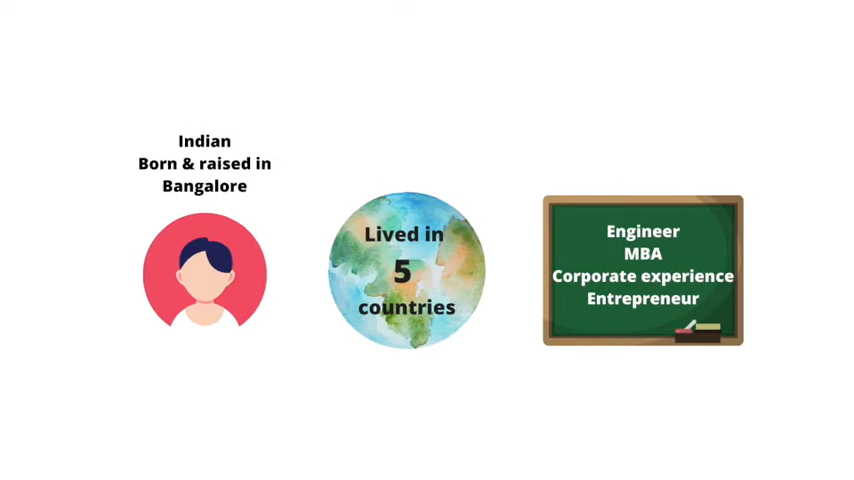 Indian
Born & raised in
Bangalore
Lived in
5
countries
Engineer
MBA
Corporate experience
Entrepreneur